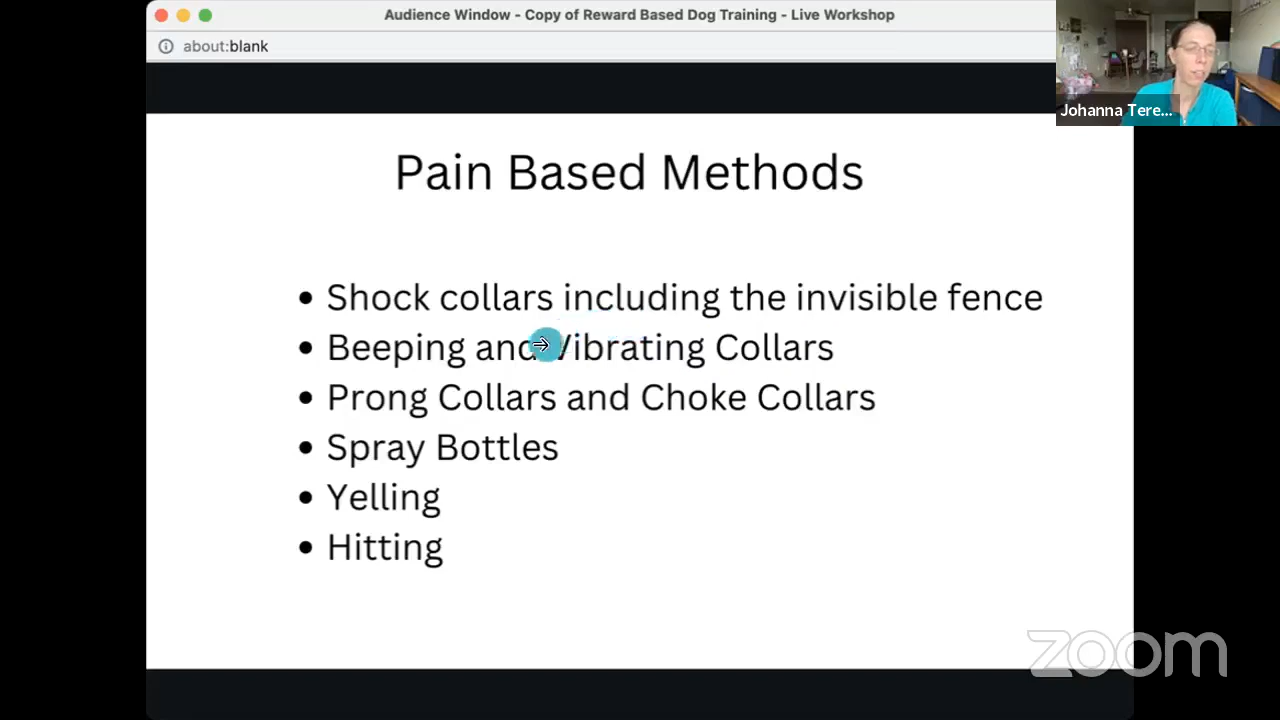 Audience Window - Copy of Reward Based Dog Training - Live Workshop
about:blank
Johanna Tere...
Pain Based Methods
• Shock collars including the invisible fence
• Beeping and Vibrating Collars
• Prong Collars and Choke Collars
• Spray Bottles
• Yelling
• Hitting
zoom